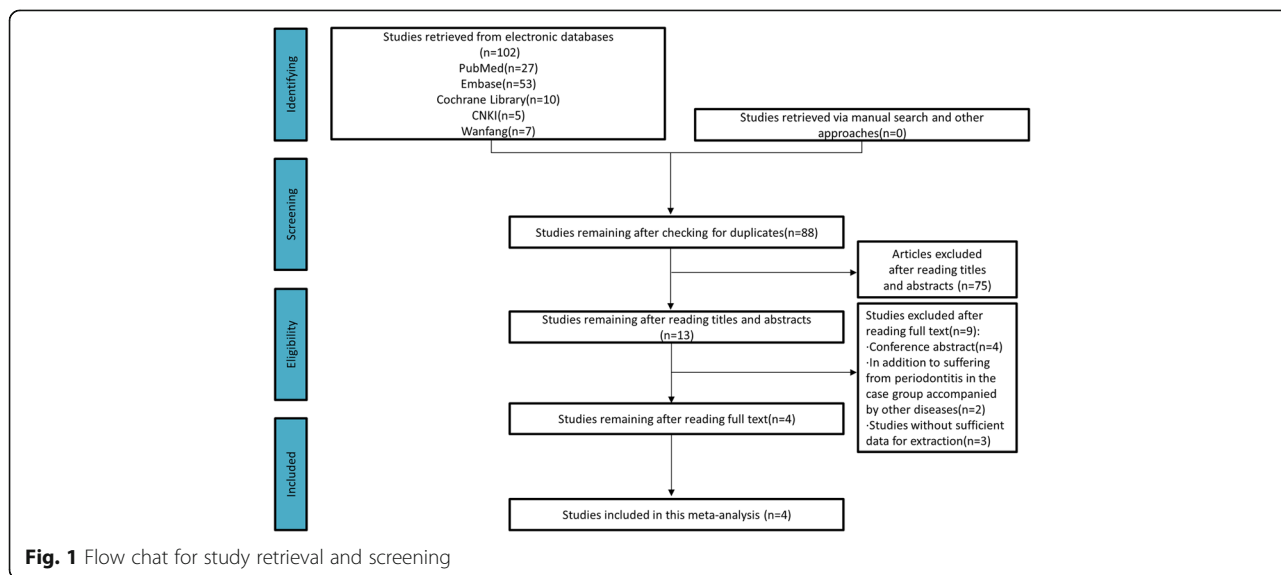 Identifying
Studies retrieved from electronic databases
(n=102)
PubMed(n=27)
Embase(n=53)
Cochrane Library(n=10)
CNKI(n=5)
Wanfang(n=7)
Studies retrieved via manual search and other
approaches(n=0)
Screening
Studies remaining after checking for duplicates(n=88)
Articles excluded
after reading titles
and abstracts (n=75)
Eligibility
Studies remaining after reading titles and abstracts
(n=13)
Studies excluded after
reading full text(n=9):
·Conference abstract(n=4)
·In addition to suffering
from periodontitis in the
case group accompanied
by other diseases(n=2)
·Studies without sufficient
data for extraction(n=3)
Studies remaining after reading full text(n=4)
Included
Studies included in this meta-analysis (n=4)
Fig. 1 Flow chat for study retrieval and screening